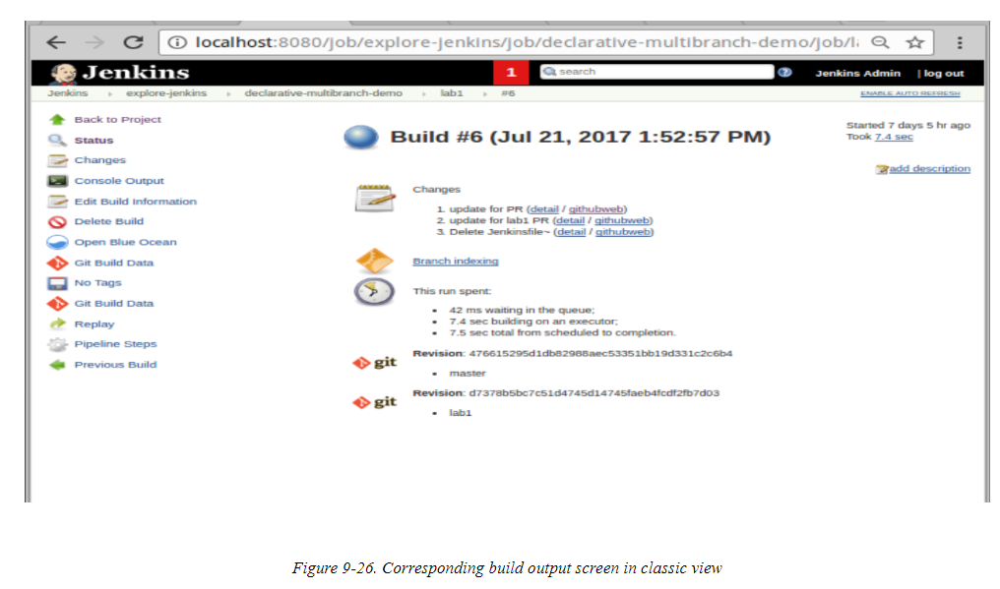 localhost:8080/job/explore-jenkins/job/declarative-multibranch-demo/job/l
Jenkins 1 search Jenkins Admin | log out
Jenkins explore-jenkins declarative-multibranch-demo lab1 #6 ENABLE AUTO REFRESH
Back to Project
Status
Changes
Console Output
Edit Build Information
Delete Build
Open Blue Ocean
Git Build Data
No Tags
Git Build Data
Replay
Pipeline Steps
Previous Build
Build #6 (Jul 21, 2017 1:52:57 PM)
Started 7 days 5 hr ago
Took 7.4 sec
add description
Changes
1. update for PR (detail / githubweb)
2. update for lab1 PR (detail / githubweb)
3. Delete Jenkinsfile~ (detail / githubweb)
Branch indexing
This run spent:
• 42 ms waiting in the queue;
• 7.4 sec building on an executor;
• 7.5 sec total from scheduled to completion.
git Revision: 476615295d1db82988aec53351bb19d331c2c6b4
• master
git Revision: d7378b5bc7c51d4745d14745faeb4fcdf2fb7d03
• lab1
Figure 9-26. Corresponding build output screen in classic view